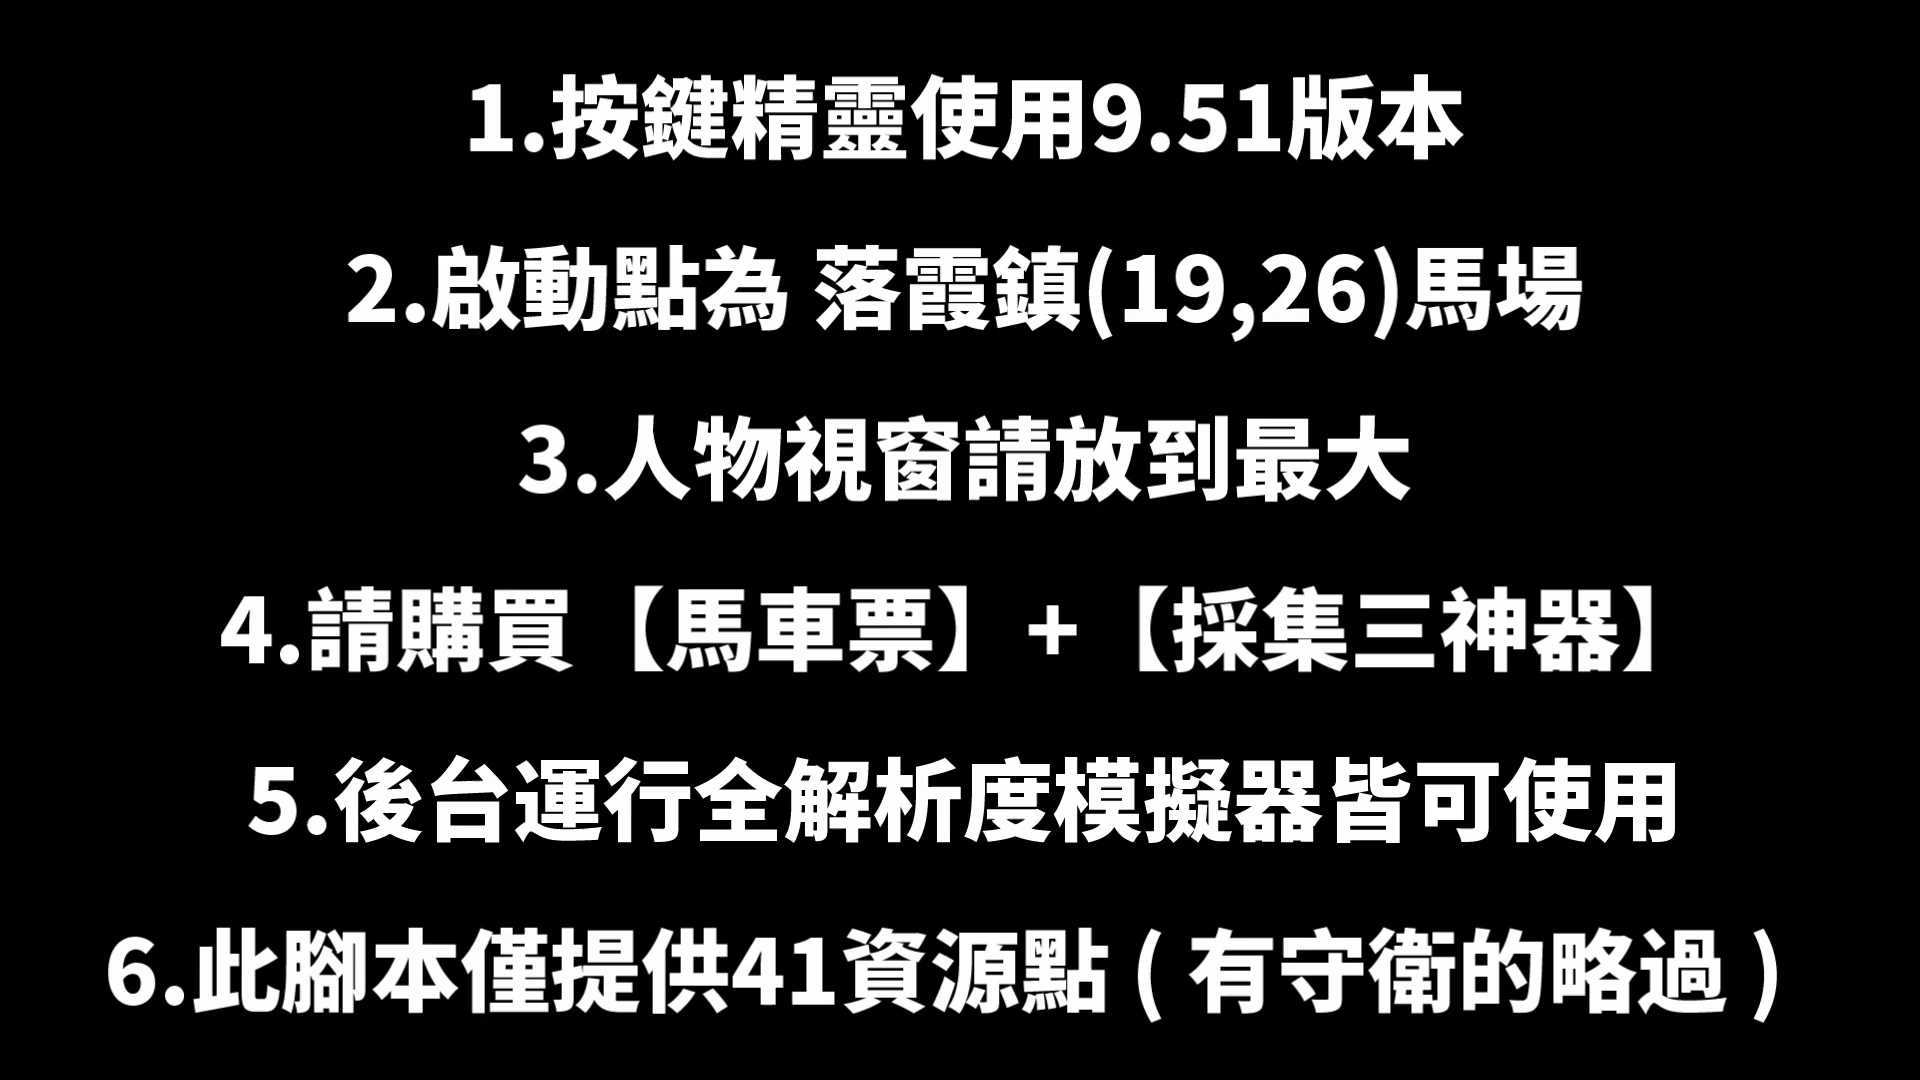 1.按鍵精靈使用9.51版本
2.啟動點為 落霞鎮(19,26)馬場
3.人物視窗請放到最大
4.請購買【馬車票】+【採集三神器】
5.後台運行全解析度模擬器皆可使用
6.此腳本僅提供41資源點 ( 有守衛的略過 )